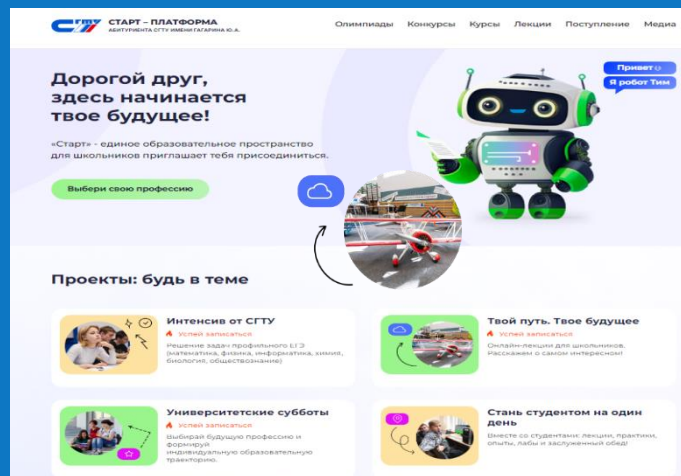 СГТУ
СТАРТ – ПЛАТФОРМА
АБИТУРИЕНТА СГТУ ИМЕНИ ГАГАРИНА Ю.А.
Олимпиады Конкурсы Курсы Лекции Поступление Медиа
Дорогой друг,
здесь начинается
твое будущее!
«Старт» - единое образовательное пространство
для школьников приглашает тебя присоединиться.
Выбери свою профессию
Привет
Я робот Тим
Проекты: будь в теме
Интенсив от СГТУ
Успей записаться
Решение задач профильного ЕГЭ
(математика, физика, информатика, химия,
биология, обществознание)
Твой путь. Твое будущее
Успей записаться
Онлайн-лекции для школьников.
Расскажем о самом интересном!
Университетские субботы
Успей записаться
Выбирай будущую профессию и
формируй
индивидуальную образовательную
траекторию.
Стань студентом на один
день
Вместе со студентами: лекции, практики,
опыты, лабы и заслуженный обед!